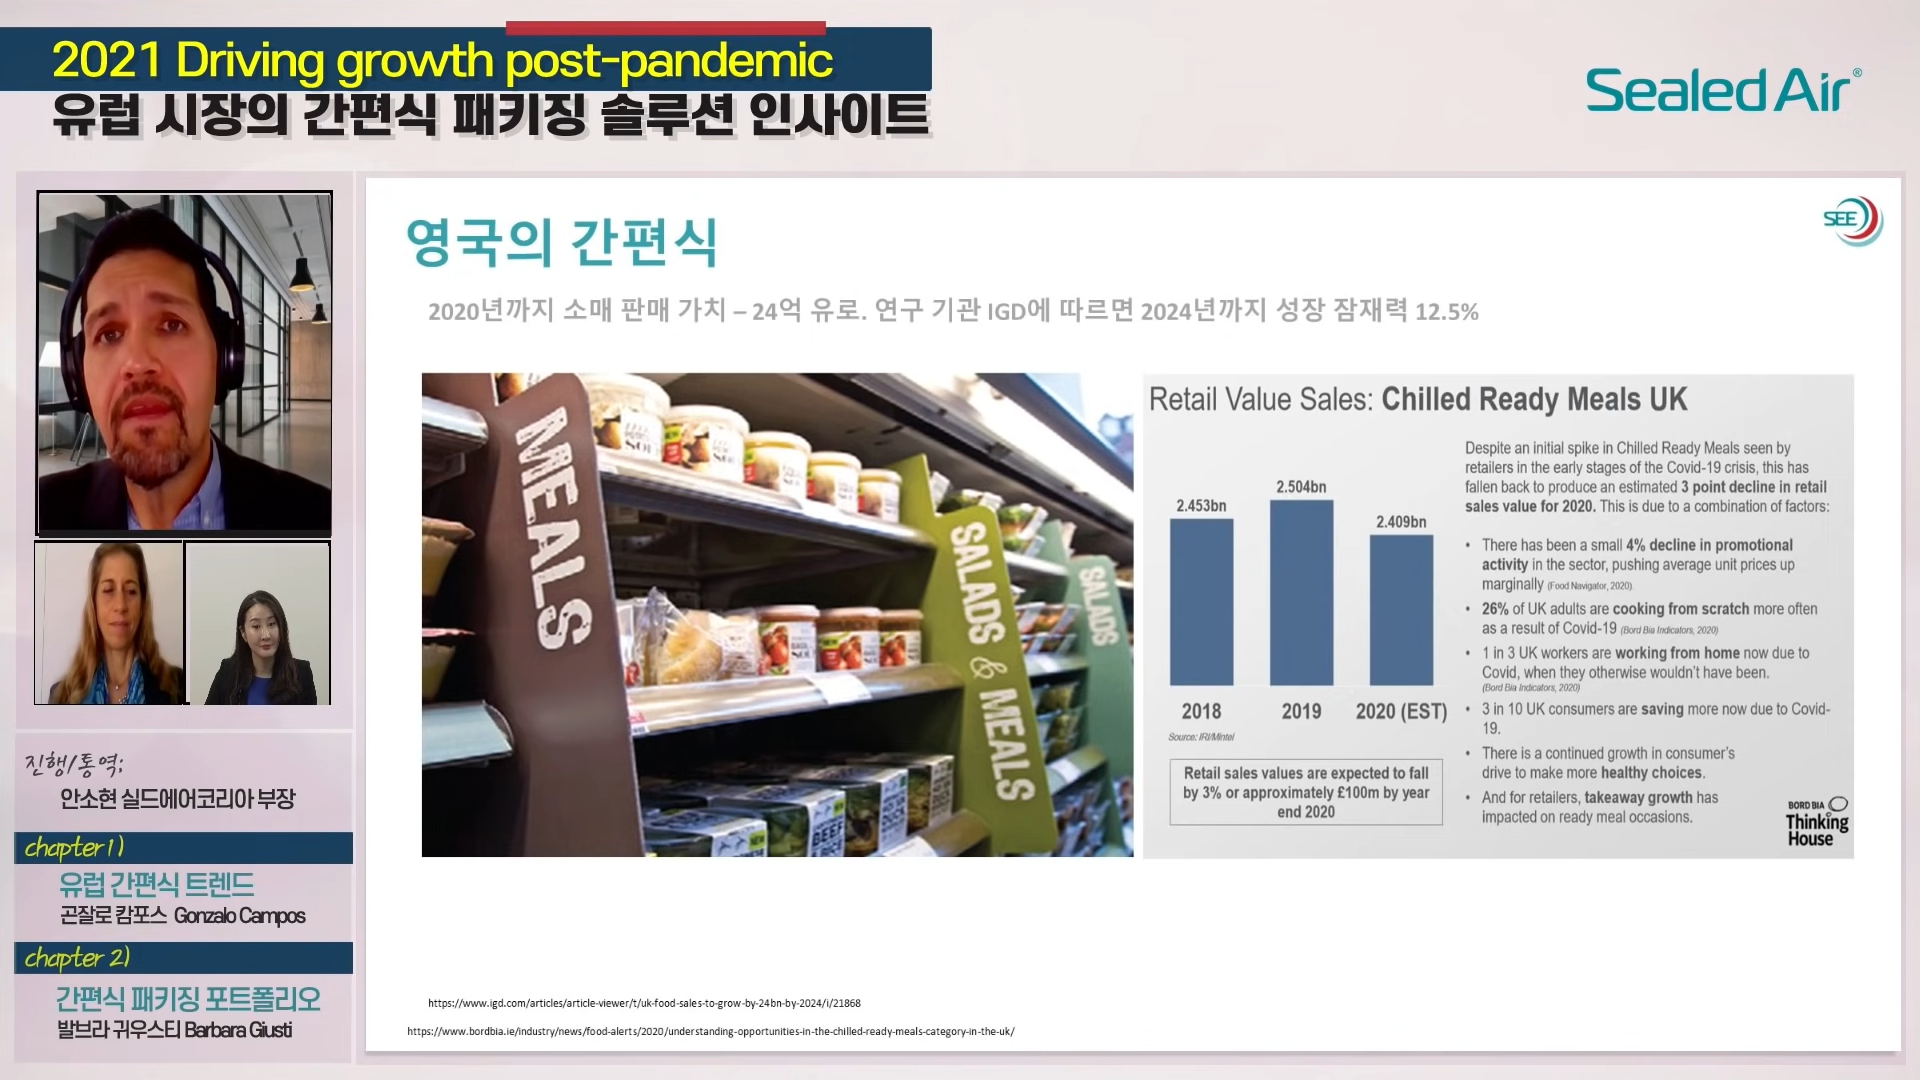 2021 Driving growth post-pandemic
유럽 시장의 간편식 패키징 솔루션 인사이트
Sealed Air®
진행/통역;
안소현 실드에어코리아 부장
chapter 1)
유럽 간편식 트렌드
곤잘로 캄포스 Gonzalo Campos
chapter 2)
간편식 패키징 포트폴리오
발브라 귀우스티 Barbara Giusti
영국의 간편식
SEE
2020년까지 소매 판매 가치 – 24억 유로. 연구 기관 IGD에 따르면 2024년까지 성장 잠재력 12.5%
MEALS
SALADS & MEALS
SALADS
Retail Value Sales: Chilled Ready Meals UK
2.453bn
2.504bn
2.409bn
2018
2019
2020 (EST)
Source: IRI/Mintel
Retail sales values are expected to fall
by 3% or approximately £100m by year
end 2020
Despite an initial spike in Chilled Ready Meals seen by
retailers in the early stages of the Covid-19 crisis, this has
fallen back to produce an estimated 3 point decline in retail
sales value for 2020. This is due to a combination of factors:
• There has been a small 4% decline in promotional
activity in the sector, pushing average unit prices up
marginally (Food Navigator, 2020).
• 26% of UK adults are cooking from scratch more often
as a result of Covid-19 (Bord Bia Indicators, 2020)
• 1 in 3 UK workers are working from home now due to
Covid, when they otherwise wouldn't have been.
(Bord Bia Indicators, 2020)
• 3 in 10 UK consumers are saving more now due to Covid-
19.
• There is a continued growth in consumer's
drive to make more healthy choices.
• And for retailers, takeaway growth has
impacted on ready meal occasions.
BORD BIA
Thinking
House
https://www.igd.com/articles/article-viewer/t/uk-food-sales-to-grow-by-24bn-by-2024/i/21868
https://www.bordbia.ie/industry/news/food-alerts/2020/understanding-opportunities-in-the-chilled-ready-meals-category-in-the-uk/